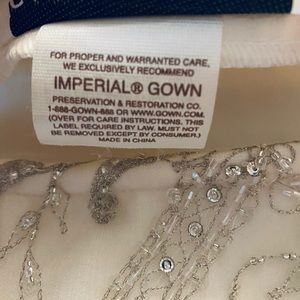 FOR PROPER AND WARRANTED CARE,
WE EXCLUSIVELY RECOMMEND
IMPERIAL® GOWN
PRESERVATION & RESTORATION CO.
1-888-GOWN-888 OR WWW.GOWN.COM.
(OVER FOR CARE INSTRUCTIONS. THIS
LABEL REQUIRED BY LAW. MUST NOT
BE REMOVED EXCEPT BY CONSUMER.)
MADE IN CHINA